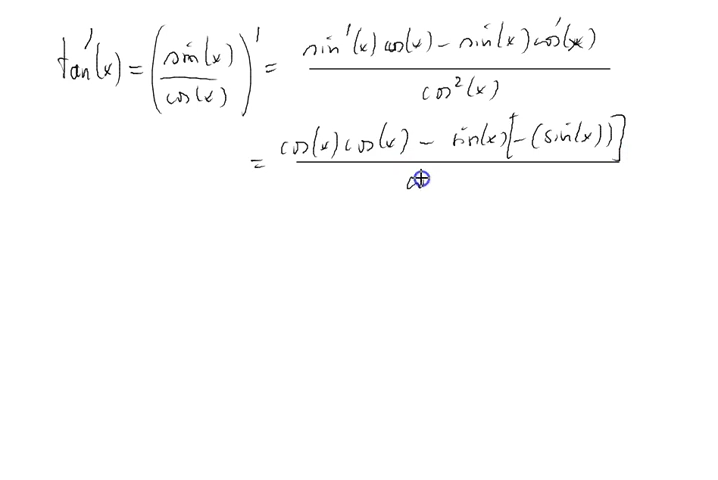 tan'(x) = (sin(x)/cos(x))' = (sin'(x) cos(x) − sin(x) cos'(x))/cos²(x)
= (cos(x) cos(x) − sin(x)[−(sin(x))])/